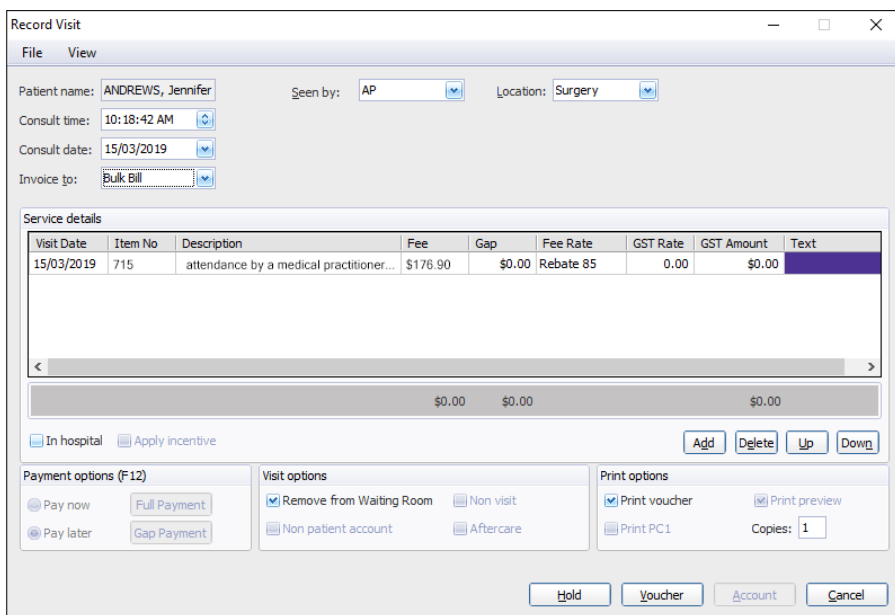 Record Visit
File View
Patient name: ANDREWS, Jennifer Seen by: AP Location: Surgery
Consult time: 10:18:42 AM
Consult date: 15/03/2019
Invoice to: Bulk Bill
Service details
Visit Date Item No Description Fee Gap Fee Rate GST Rate GST Amount Text
15/03/2019 715 attendance by a medical practitioner... $176.90 $0.00 Rebate 85 0.00 $0.00
$0.00 $0.00 $0.00
In hospital Apply incentive Add Delete Up Down
Payment options (F12) Visit options Print options
Pay now Full Payment Remove from Waiting Room Non visit Print voucher Print preview
Pay later Gap Payment Non patient account Aftercare Print PC1 Copies: 1
Hold Voucher Account Cancel